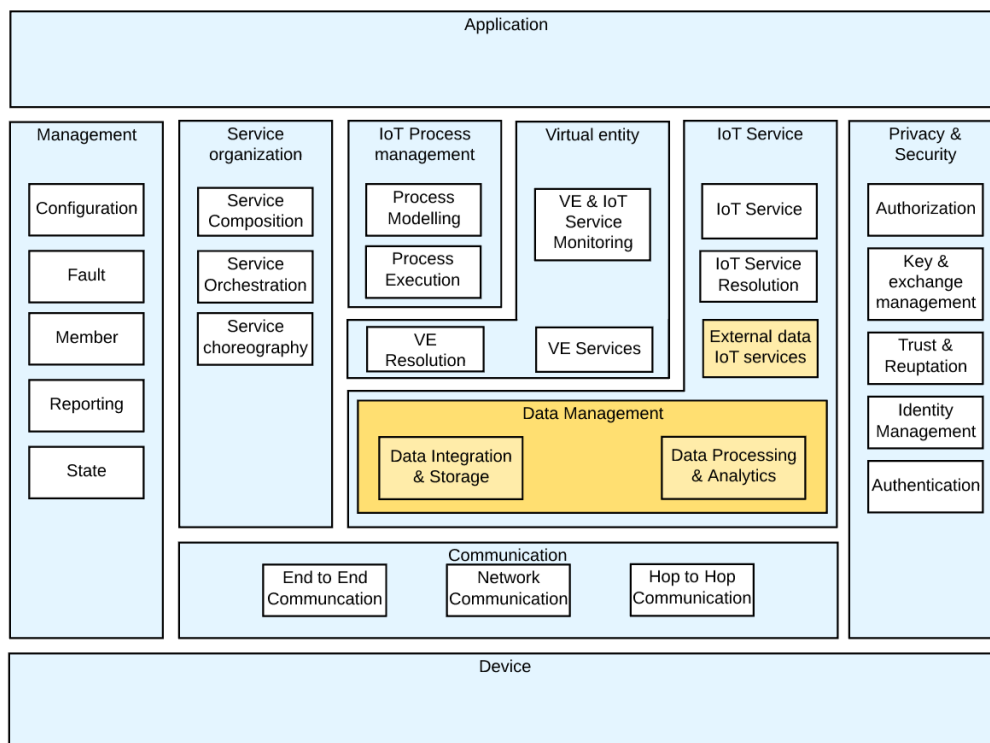 Application
Management
Configuration
Fault
Member
Reporting
State
Service
organization
Service
Composition
Service
Orchestration
Service
choreography
IoT Process
management
Process
Modelling
Process
Execution
Virtual entity
VE & IoT
Service
Monitoring
VE
Resolution
VE Services
IoT Service
IoT Service
IoT Service
Resolution
External data
IoT services
Data Management
Data Integration
& Storage
Data Processing
& Analytics
Privacy &
Security
Authorization
Key &
exchange
management
Trust &
Reuptation
Identity
Management
Authentication
Communication
End to End
Communcation
Network
Communication
Hop to Hop
Communication
Device